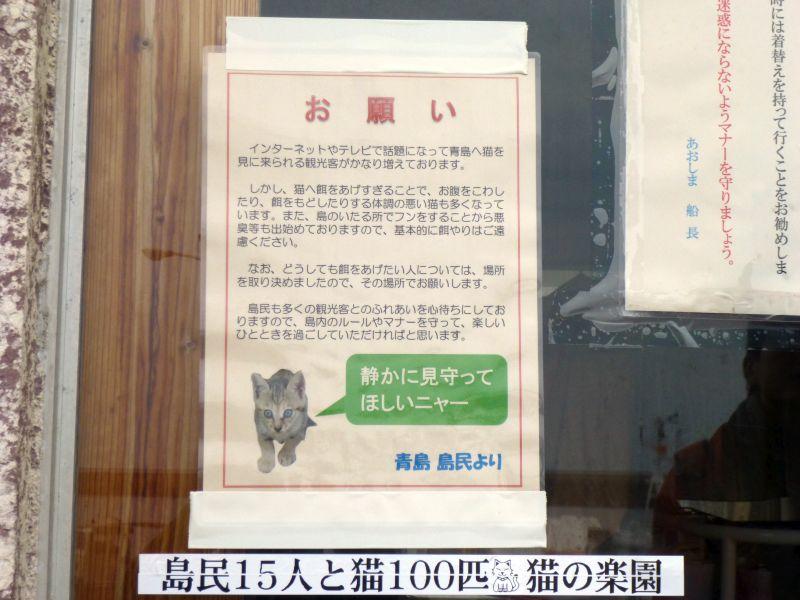 お願い
インターネットやテレビで話題になって青島へ猫を
見に来られる観光客がかなり増えております。
しかし、猫へ餌をあげすぎることで、お腹をこわし
たり、餌をもどしたりする体調の悪い猫も多くなって
います。また、島のいたる所でフンをすることから悪
臭等も出始めておりますので、基本的に餌やりはご遠
慮ください。
なお、どうしても餌をあげたい人については、場所
を取り決めましたので、その場所でお願いします。
島民も多くの観光客とのふれあいを心待ちにしてお
りますので、島内のルールやマナーを守って、楽しい
ひとときを過ごしていただければと思います。
静かに見守って
ほしいニャー
青島 島民より
時には着替えを持って行くことをお勧めしま
迷惑にならないようマナーを守りましょう。
あおしま 船長
島民15人と猫100匹 猫の楽園